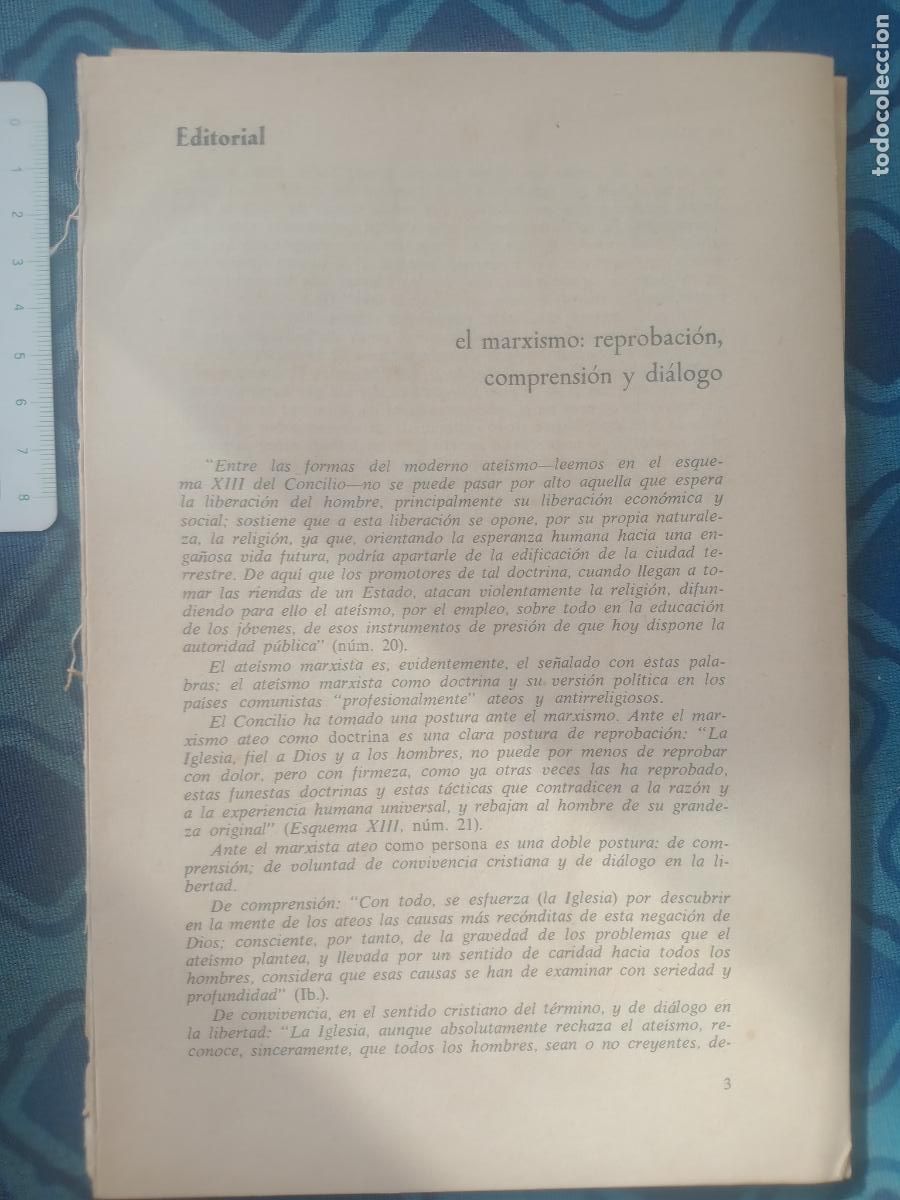 Editorial
el marxismo: reprobación,
comprensión y diálogo
"Entre las formas del moderno ateísmo—leemos en el esque-
ma XIII del Concilio—no se puede pasar por alto aquella que espera
la liberación del hombre, principalmente su liberación económica y
social; sostiene que a esta liberación se opone, por su propia naturale-
za, la religión, ya que, orientando la esperanza humana hacia una en-
gañosa vida futura, podría apartarle de la edificación de la ciudad te-
rrestre. De aquí que los promotores de tal doctrina, cuando llegan a to-
mar las riendas de un Estado, atacan violentamente la religión, difun-
diendo para ello el ateísmo, por el empleo, sobre todo en la educación
de los jóvenes, de esos instrumentos de presión de que hoy dispone la
autoridad pública" (núm. 20).
El ateísmo marxista es, evidentemente, el señalado con estas pala-
bras; el ateísmo marxista como doctrina y su versión política en los
países comunistas "profesionalmente" ateos y antirreligiosos.
El Concilio ha tomado una postura ante el marxismo. Ante el mar-
xismo ateo como doctrina es una clara postura de reprobación: "La
Iglesia, fiel a Dios y a los hombres, no puede por menos de reprobar
con dolor, pero con firmeza, como ya otras veces las ha reprobado,
estas funestas doctrinas y estas tácticas que contradicen a la razón y
a la experiencia humana universal, y rebajan al hombre de su grande-
za original" (Esquema XIII, núm. 21).
Ante el marxista ateo como persona es una doble postura: de com-
prensión; de voluntad de convivencia cristiana y de diálogo en la li-
bertad.
De comprensión: "Con todo, se esfuerza (la Iglesia) por descubrir
en la mente de los ateos las causas más recónditas de esta negación de
Dios; consciente, por tanto, de la gravedad de los problemas que el
ateísmo plantea, y llevada por un sentido de caridad hacia todos los
hombres, considera que esas causas se han de examinar con seriedad y
profundidad" (Ib.).
De convivencia, en el sentido cristiano del término, y de diálogo en
la libertad: "La Iglesia, aunque absolutamente rechaza el ateísmo, re-
conoce, sinceramente, que todos los hombres, sean o no creyentes, de-
3
0
1
2
3
4
5
6
7
8
todocoleccion